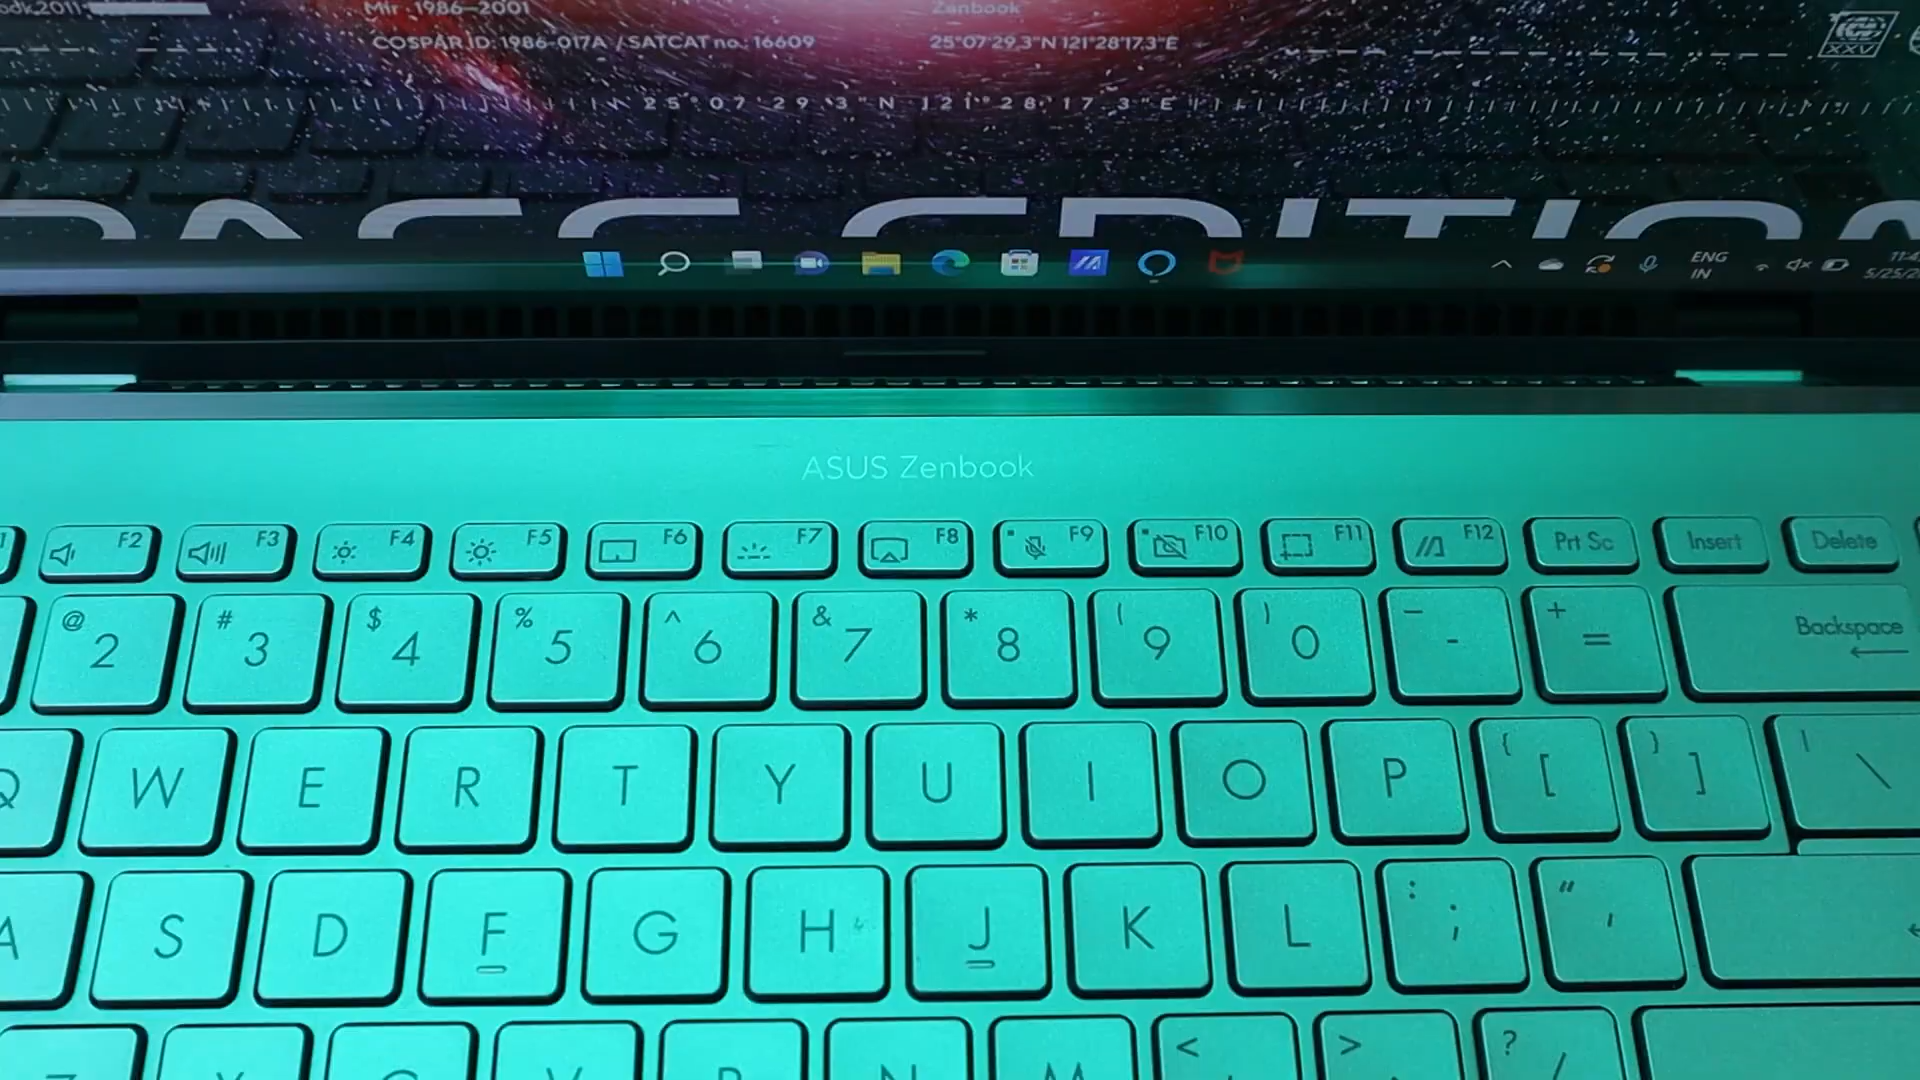 Mir · 1986–2001
Zenbook
COSPAR ID: 1986-017A / SATCAT no.: 16609
25°07'29.3"N 121°28'17.3"E
XXV
25°07'29.3"N 121°28'17.3"E
EDITION
ENG
IN
ASUS Zenbook
F2 F3 F4 F5 F6 F7 F8 F9 F10 F11 F12 Prt Sc Insert Delete
@ 2 # 3 $ 4 % 5 ^ 6 & 7 * 8 ( 9 ) 0 _ - + = Backspace
Q W E R T Y U I O P { [ } ] | \
A S D F G H J K L : ; " '
N M < , > . ? /